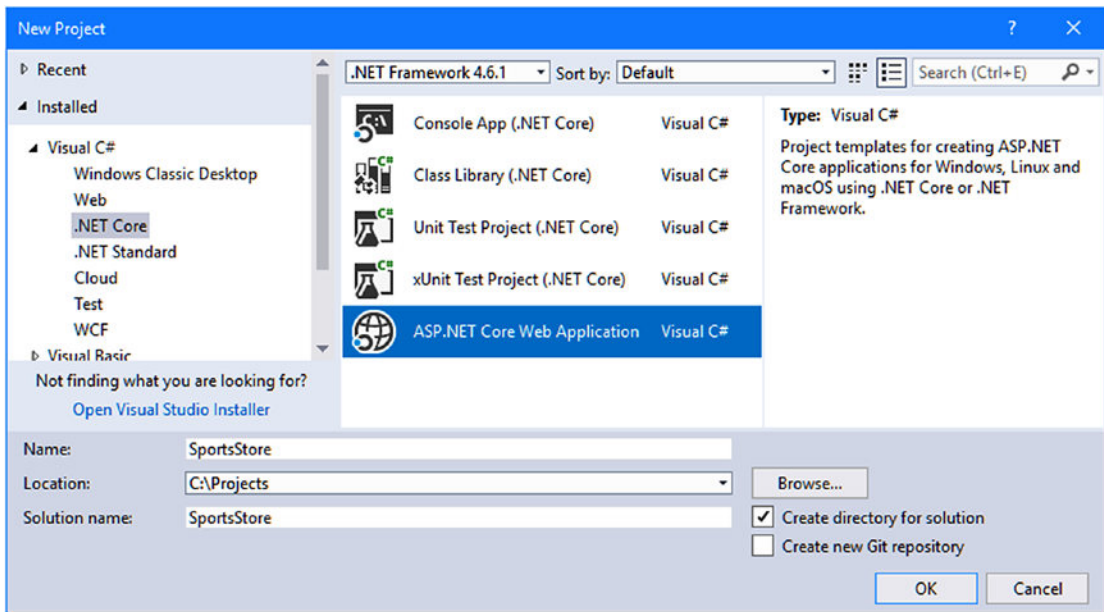 New Project
Recent
Installed
Visual C#
Windows Classic Desktop
Web
.NET Core
.NET Standard
Cloud
Test
WCF
Visual Basic
Not finding what you are looking for?
Open Visual Studio Installer
.NET Framework 4.6.1 Sort by: Default
Search (Ctrl+E)
Console App (.NET Core) Visual C#
Class Library (.NET Core) Visual C#
Unit Test Project (.NET Core) Visual C#
xUnit Test Project (.NET Core) Visual C#
ASP.NET Core Web Application Visual C#
Type: Visual C#
Project templates for creating ASP.NET
Core applications for Windows, Linux and
macOS using .NET Core or .NET
Framework.
Name: SportsStore
Location: C:\Projects
Browse...
Solution name: SportsStore
Create directory for solution
Create new Git repository
OK
Cancel